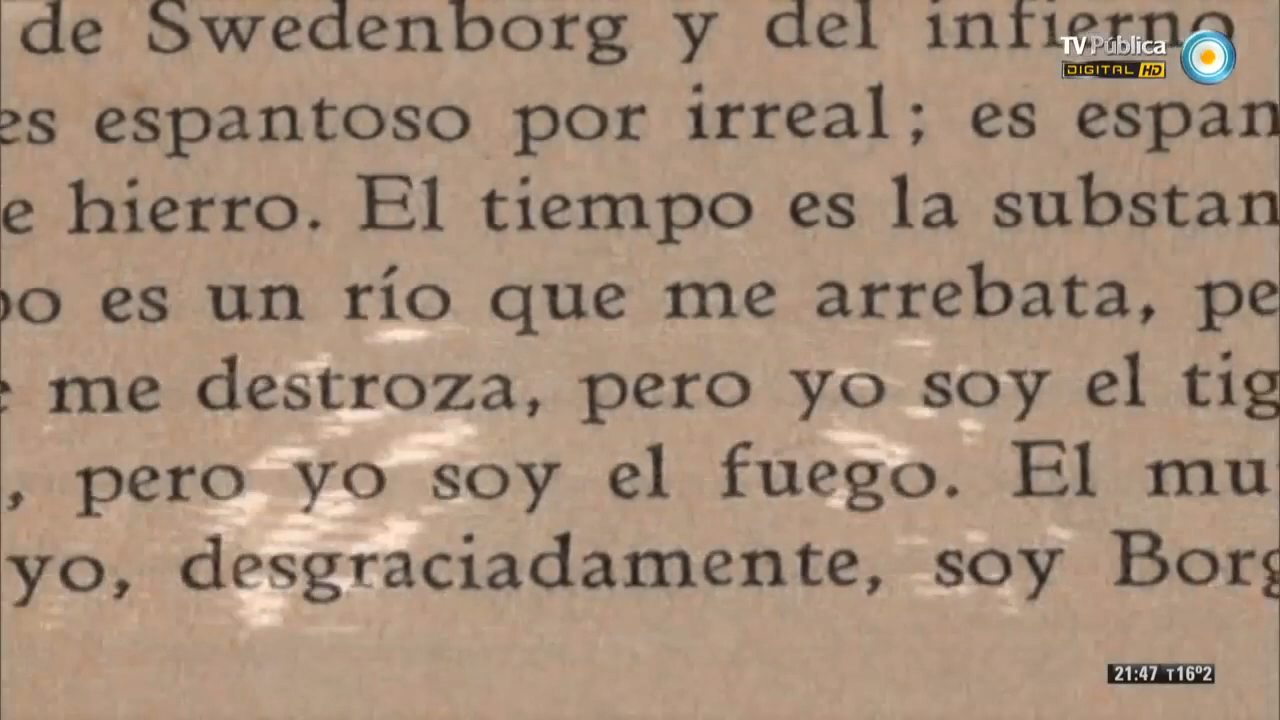 de Swedenborg y del infierno
es espantoso por irreal; es espan
e hierro. El tiempo es la substan
po es un río que me arrebata, pe
e me destroza, pero yo soy el tig
, pero yo soy el fuego. El mu
yo, desgraciadamente, soy Borg
TV Pública
DIGITAL HD
21:47 T16º2